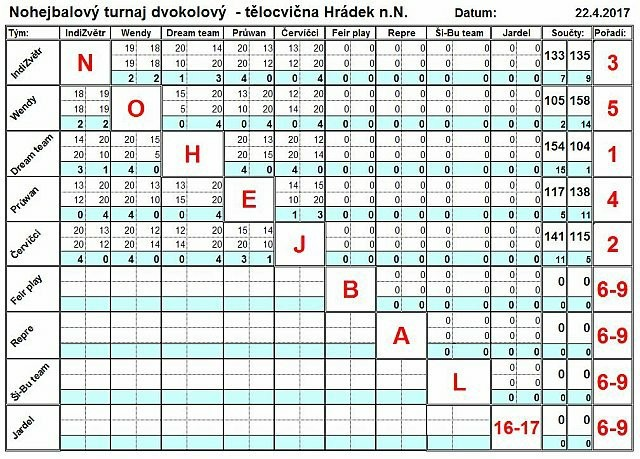 Nohejbalový turnaj dvokolový - tělocvična Hrádek n.N. Datum: 22.4.2017
Tým: IndiZvětr Wendy Dream team Průwan Červíčci Feir play Repre Ši-Bu team Jardel Součty: Pořadí:
19 18 20 14 20 13 13 20 0 0 0 0 0 0 0 0
IndiZvětr N 19 18 10 20 20 12 12 20 0 0 0 0 0 0 0 0 133 135 3
2 2 1 3 4 0 0 4 0 0 0 0 0 0 0 0 7 9
18 19 15 20 13 20 12 20 0 0 0 0 0 0 0 0
Wendy 18 19 O 5 20 10 20 14 20 0 0 0 0 0 0 0 0 105 158 5
2 2 0 4 0 4 0 4 0 0 0 0 0 0 0 0 2 14
14 20 20 15 20 13 20 12 0 0 0 0 0 0 0 0
Dream team 20 10 20 5 H 20 15 20 14 0 0 0 0 0 0 0 0 154 104 1
3 1 4 0 4 0 4 0 0 0 0 0 0 0 0 0 15 1
13 20 20 13 13 20 14 15 0 0 0 0 0 0 0 0
Průwan 12 20 20 10 15 20 E 10 20 0 0 0 0 0 0 0 0 117 138 4
0 4 4 0 0 4 1 3 0 0 0 0 0 0 0 0 5 11
20 13 20 12 12 20 15 14 0 0 0 0 0 0 0 0
Červíčci 20 12 20 14 14 20 20 10 J 0 0 0 0 0 0 0 0 141 115 2
4 0 4 0 0 4 3 1 0 0 0 0 0 0 0 0 11 5
0 0 0 0 0 0
Feir play B 0 0 0 0 0 0 0 0 6-9
0 0 0 0 0 0
0 0 0 0
Repre A 0 0 0 0 0 0 6-9
0 0 0 0
0 0
Ši-Bu team L 0 0 0 0 6-9
0 0
Jardel 16-17 0 0 6-9
0 0